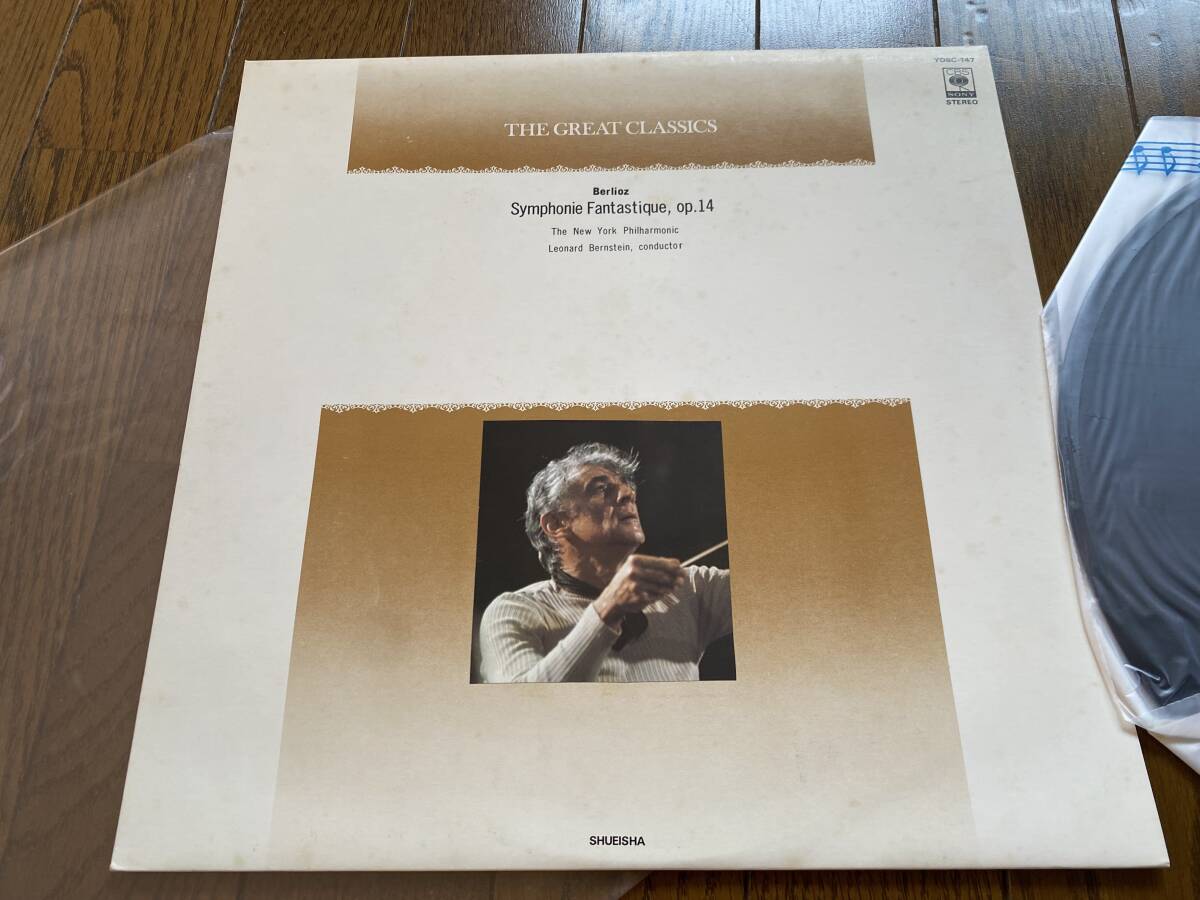 YDSC-147
CBS
SONY
STEREO
THE GREAT CLASSICS
Berlioz
Symphonie Fantastique, op.14
The New York Philharmonic
Leonard Bernstein, conductor
SHUEISHA